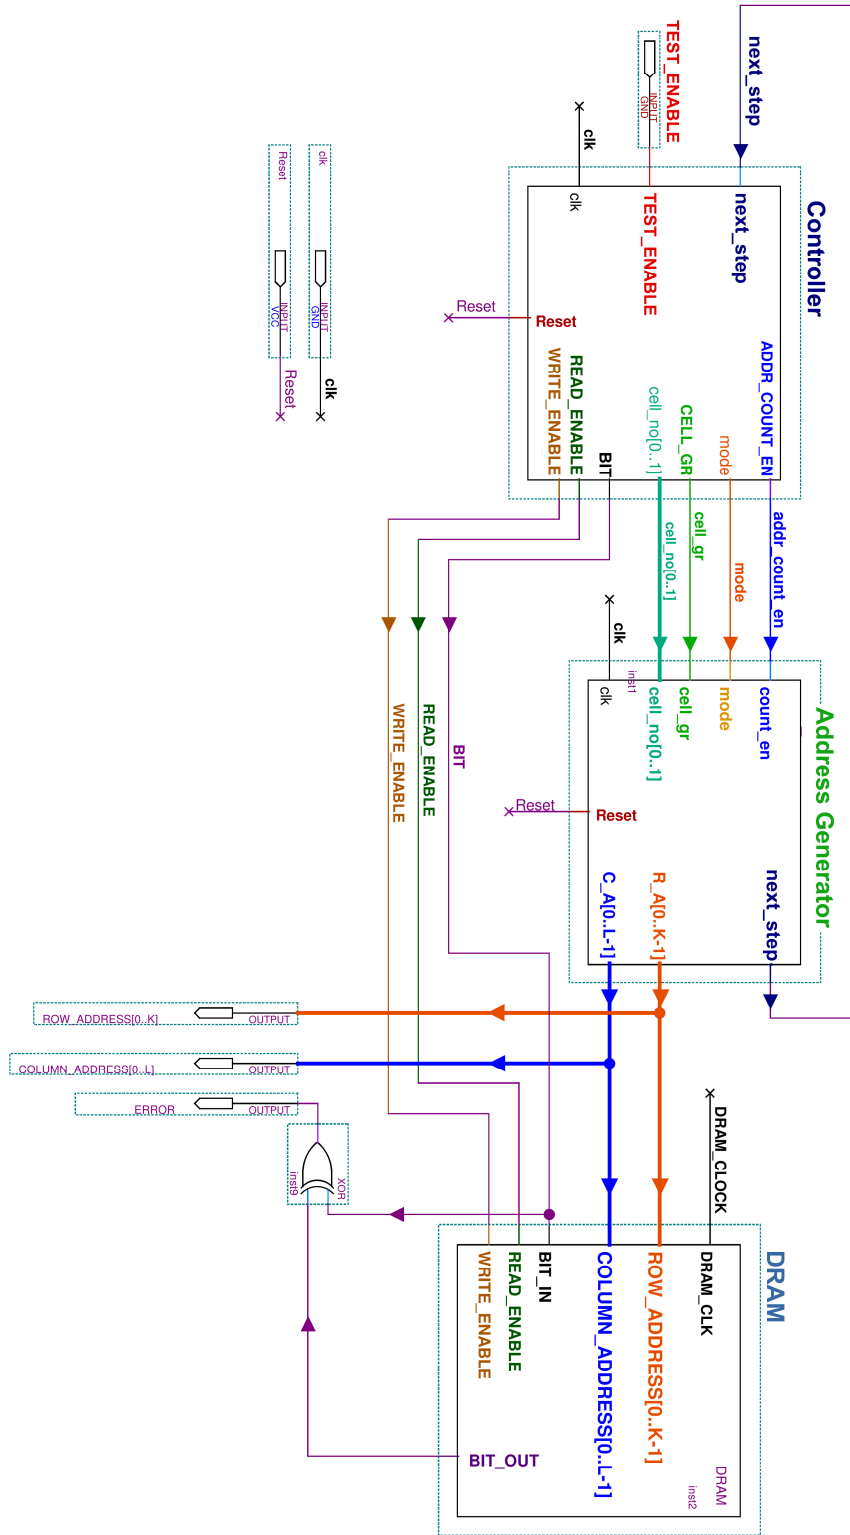 Controller
next_step
next_step
TEST_ENABLE
INPUT
GND
TEST_ENABLE
clk
clk
Reset
Reset
ADDR_COUNT_EN
mode
CELL_GR
cell_no[0..1]
BIT
READ_ENABLE
WRITE_ENABLE
clk
INPUT
GND
clk
Reset
INPUT
VCC
Reset
addr_count_en
mode
cell_gr
cell_no[0..1]
clk
Address Generator
count_en
mode
cell_gr
cell_no[0..1]
inst1
clk
Reset
Reset
next_step
R_A[0..K-1]
C_A[0..L-1]
BIT
READ_ENABLE
WRITE_ENABLE
OUTPUT
ROW_ADDRESS[0..K]
OUTPUT
COLUMN_ADDRESS[0..L]
OUTPUT
ERROR
XOR
inst9
DRAM_CLOCK
DRAM
DRAM_CLK
ROW_ADDRESS[0..K-1]
COLUMN_ADDRESS[0..L-1]
BIT_IN
READ_ENABLE
WRITE_ENABLE
BIT_OUT
DRAM
inst2